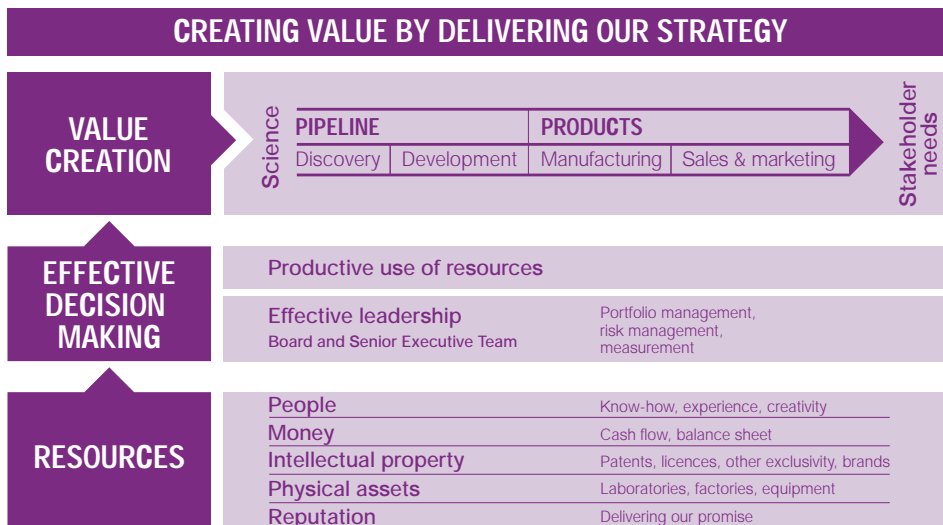 CREATING VALUE BY DELIVERING OUR STRATEGY
VALUE
CREATION
Science
PIPELINE PRODUCTS
Discovery Development Manufacturing Sales & marketing
Stakeholder
needs
EFFECTIVE
DECISION
MAKING
Productive use of resources
Effective leadership
Board and Senior Executive Team
Portfolio management,
risk management,
measurement
RESOURCES
People Know-how, experience, creativity
Money Cash flow, balance sheet
Intellectual property Patents, licences, other exclusivity, brands
Physical assets Laboratories, factories, equipment
Reputation Delivering our promise